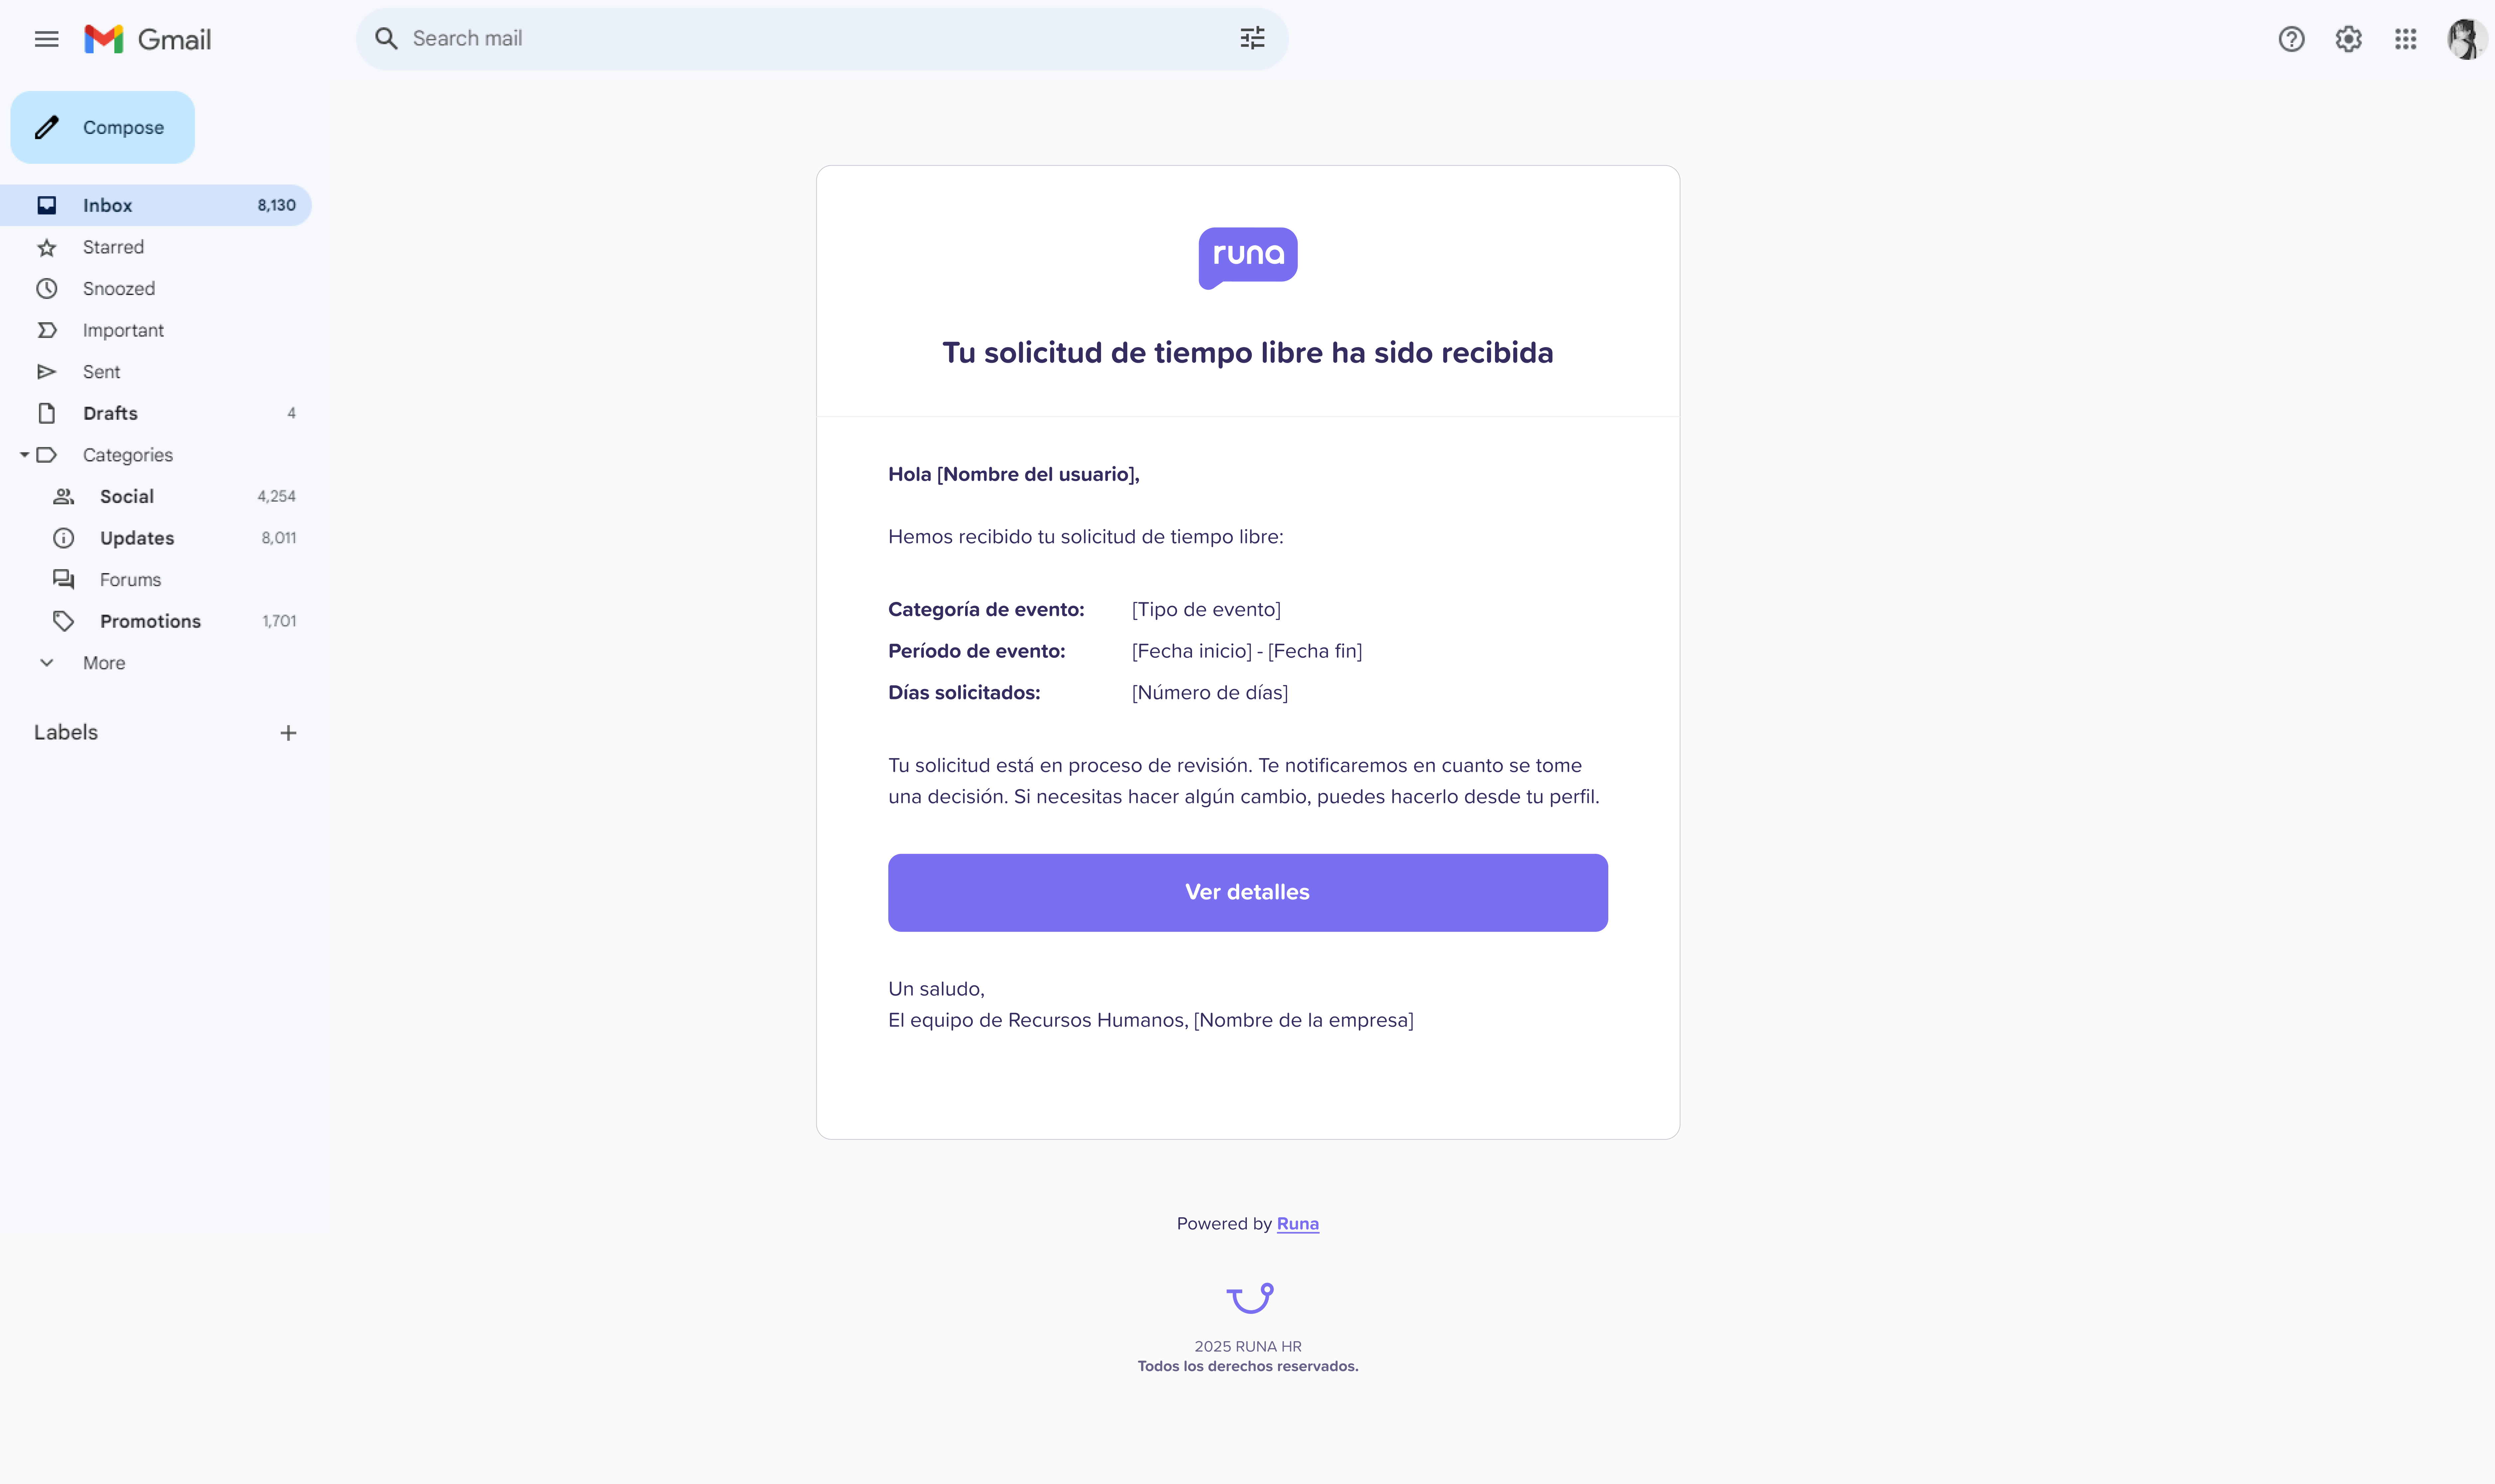 Gmail
Search mail
Compose
Inbox 8,130
Starred
Snoozed
Important
Sent
Drafts 4
Categories
Social 4,254
Updates 8,011
Forums
Promotions 1,701
More
Labels
runa
Tu solicitud de tiempo libre ha sido recibida
Hola [Nombre del usuario],
Hemos recibido tu solicitud de tiempo libre:
Categoría de evento: [Tipo de evento]
Período de evento: [Fecha inicio] - [Fecha fin]
Días solicitados: [Número de días]
Tu solicitud está en proceso de revisión. Te notificaremos en cuanto se tome
una decisión. Si necesitas hacer algún cambio, puedes hacerlo desde tu perfil.
Ver detalles
Un saludo,
El equipo de Recursos Humanos, [Nombre de la empresa]
Powered by Runa
2025 RUNA HR
Todos los derechos reservados.